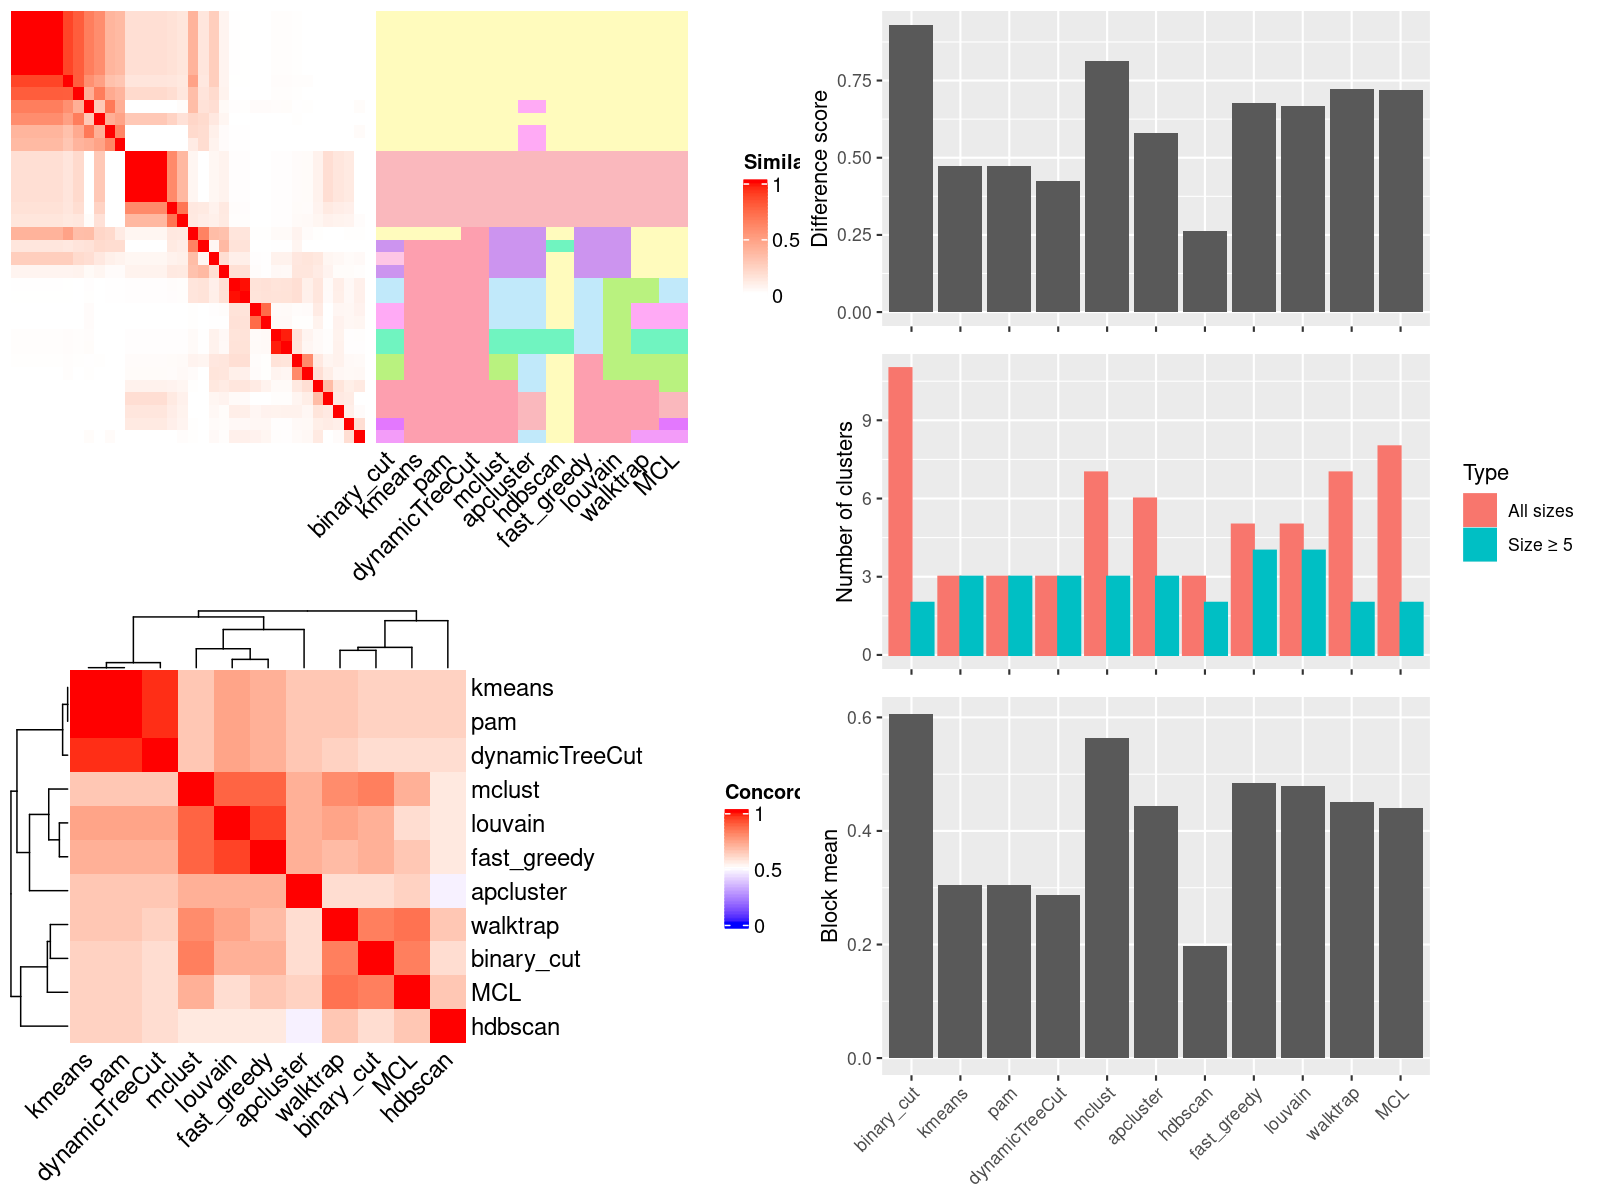 Simila
1
0.5
0
binary_cut
kmeans
pam
dynamicTreeCut
mclust
apcluster
hdbscan
fast_greedy
louvain
walktrap
MCL
kmeans
pam
dynamicTreeCut
mclust
louvain
fast_greedy
apcluster
walktrap
binary_cut
MCL
hdbscan
Concord
1
0.5
0
kmeans
pam
dynamicTreeCut
mclust
louvain
fast_greedy
apcluster
walktrap
binary_cut
MCL
hdbscan
Difference score
0.75
0.50
0.25
0.00
Number of clusters
9
6
3
0
Type
All sizes
Size ≥ 5
Block mean
0.6
0.4
0.2
0.0
binary_cut
kmeans
pam
dynamicTreeCut
mclust
apcluster
hdbscan
fast_greedy
louvain
walktrap
MCL